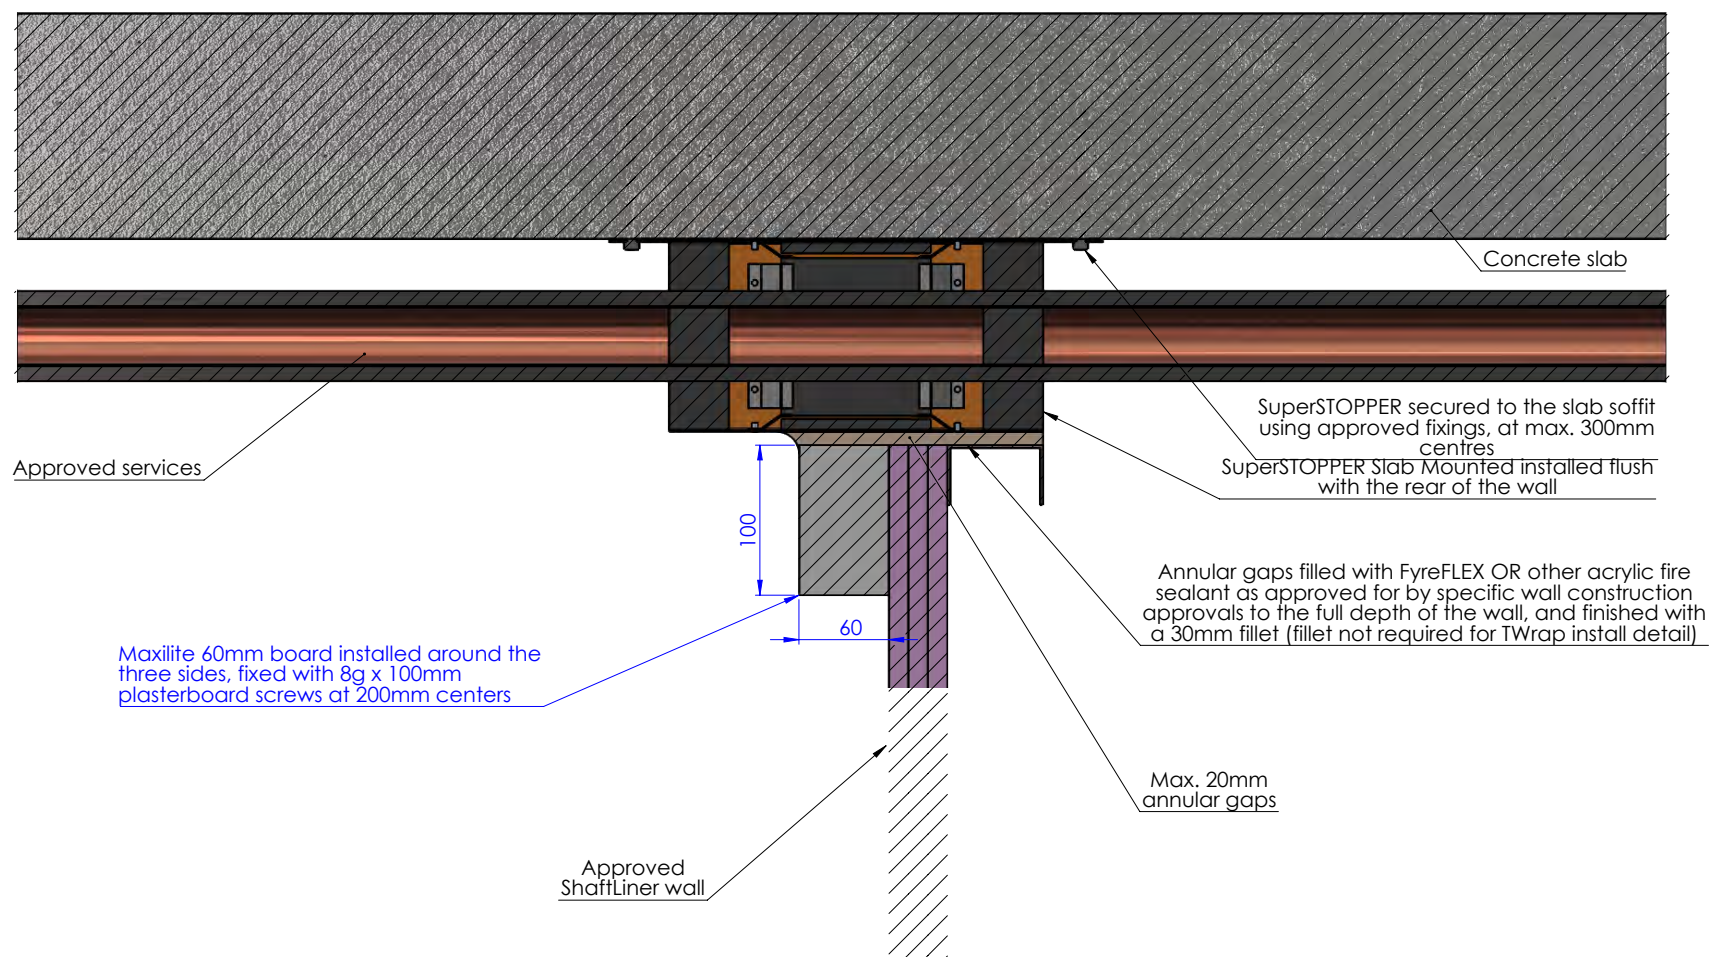 Concrete slab
SuperSTOPPER secured to the slab soffit
using approved fixings, at max. 300mm
centres
SuperSTOPPER Slab Mounted installed flush
with the rear of the wall
Approved services
100
60
Annular gaps filled with FyreFLEX OR other acrylic fire
sealant as approved for by specific wall construction
approvals to the full depth of the wall, and finished with
a 30mm fillet (fillet not required for TWrap install detail)
Maxilite 60mm board installed around the
three sides, fixed with 8g x 100mm
plasterboard screws at 200mm centers
Max. 20mm
annular gaps
Approved
ShaftLiner wall